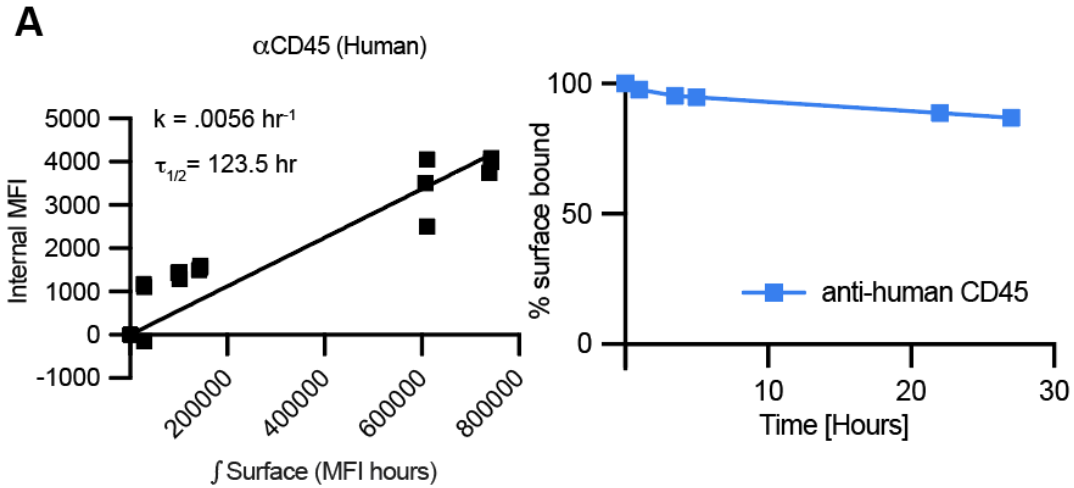 A
αCD45 (Human)
k = .0056 hr⁻¹
τ₁/₂= 123.5 hr
Internal MFI
5000
4000
3000
2000
1000
0
-1000
200000
400000
600000
800000
∫ Surface (MFI hours)
% surface bound
100
50
0
anti-human CD45
10
20
30
Time [Hours]